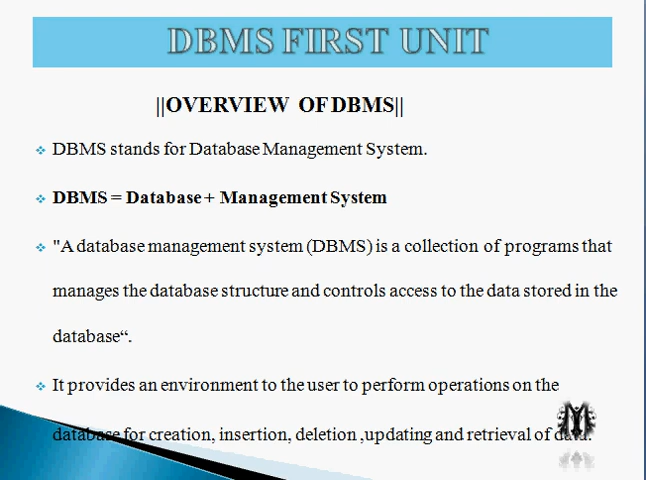 DBMS FIRST UNIT
||OVERVIEW OF DBMS||
DBMS stands for Database Management System.
DBMS = Database + Management System
"A database management system (DBMS) is a collection of programs that
manages the database structure and controls access to the data stored in the
database“.
It provides an environment to the user to perform operations on the
database for creation, insertion, deletion ,updating and retrieval of data.